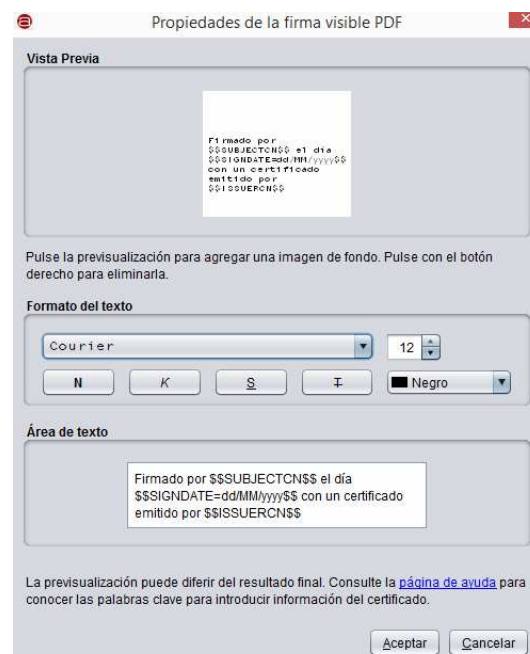 Propiedades de la firma visible PDF
Vista Previa
Firmado por
$$SUBJECTCN$$ el día
$$SIGNDATE=dd/MM/yyyy$$
con un certificado
emitido por
$$ISSUERCN$$
Pulse la previsualización para agregar una imagen de fondo. Pulse con el botón
derecho para eliminarla.
Formato del texto
Courier 12
N K S T Negro
Área de texto
Firmado por $$SUBJECTCN$$ el día
$$SIGNDATE=dd/MM/yyyy$$ con un certificado
emitido por $$ISSUERCN$$
La previsualización puede diferir del resultado final. Consulte la página de ayuda para
conocer las palabras clave para introducir información del certificado.
Aceptar Cancelar